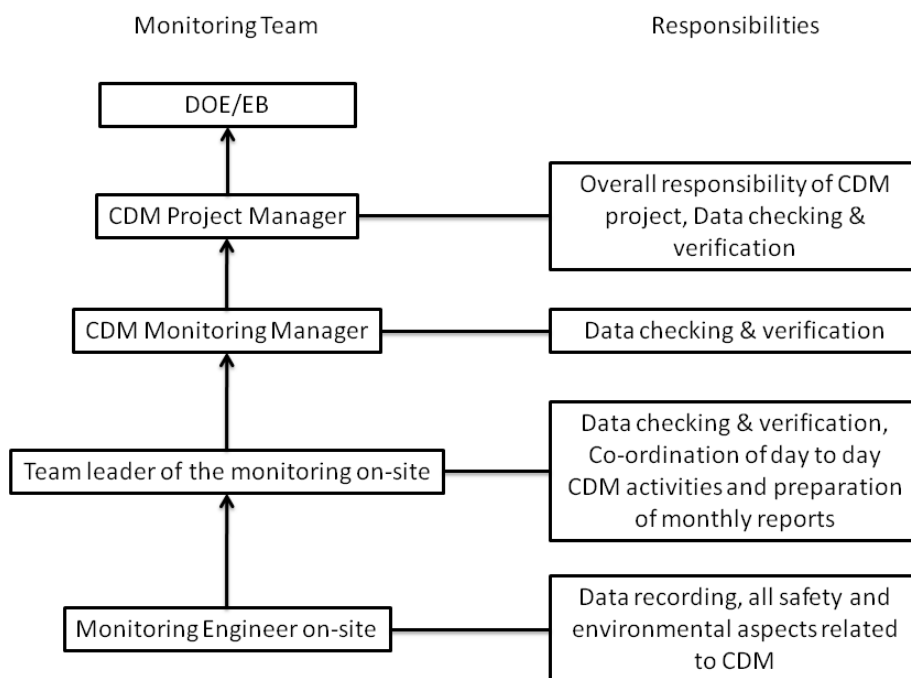 Monitoring Team
Responsibilities
DOE/EB
CDM Project Manager
Overall responsibility of CDM
project, Data checking &
verification
CDM Monitoring Manager
Data checking & verification
Team leader of the monitoring on-site
Data checking & verification,
Co-ordination of day to day
CDM activities and preparation
of monthly reports
Monitoring Engineer on-site
Data recording, all safety and
environmental aspects related
to CDM